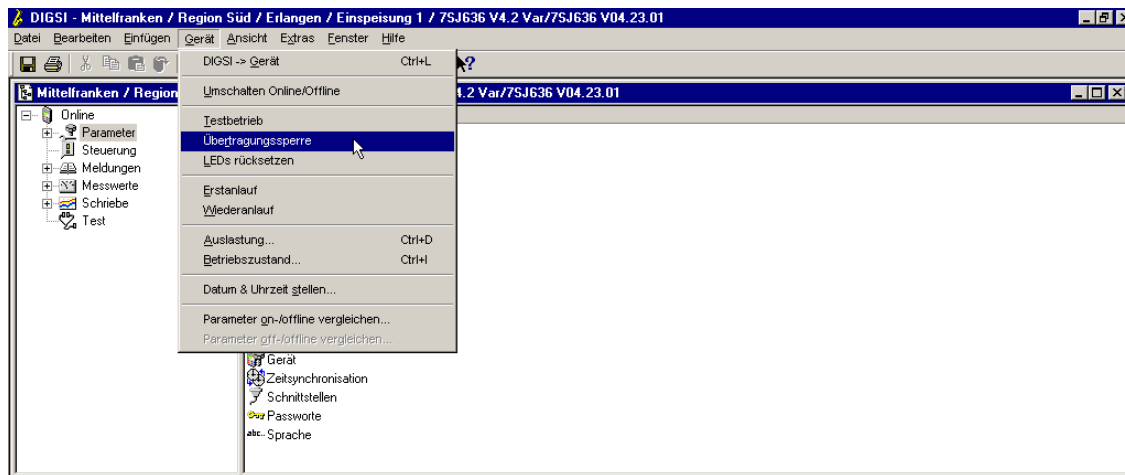 DIGSI - Mittelfranken / Region Süd / Erlangen / Einspeisung 1 / 7SJ636 V4.2 Var/7SJ636 V04.23.01
Datei Bearbeiten Einfügen Gerät Ansicht Extras Fenster Hilfe
Mittelfranken / Region
4.2 Var/7SJ636 V04.23.01
DIGSI -> Gerät Ctrl+L
Umschalten Online/Offline
Testbetrieb
Übertragungssperre
LEDs rücksetzen
Erstanlauf
Wiederanlauf
Auslastung... Ctrl+D
Betriebszustand... Ctrl+I
Datum & Uhrzeit stellen...
Parameter on-/offline vergleichen...
Parameter off-/offline vergleichen...
Online
Parameter
Steuerung
Meldungen
Messwerte
Schriebe
Test
Gerät
Zeitsynchronisation
Schnittstellen
Passworte
abc.. Sprache